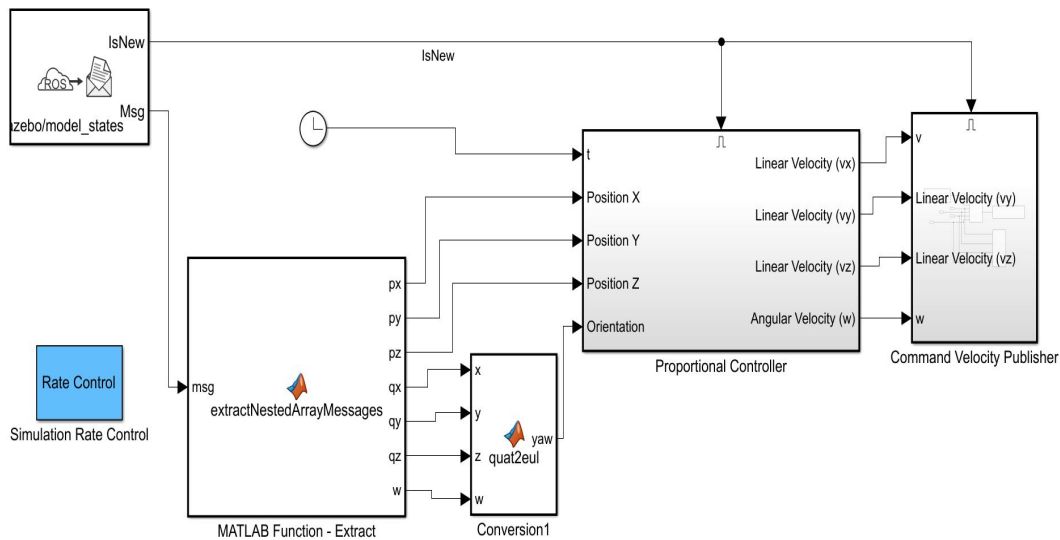 IsNew
ROS
Msg
azebo/model_states
IsNew
t
Position X
Position Y
Position Z
Orientation
Linear Velocity (vx)
Linear Velocity (vy)
Linear Velocity (vz)
Angular Velocity (w)
Proportional Controller
v
Linear Velocity (vy)
Linear Velocity (vz)
w
Command Velocity Publisher
Rate Control
Simulation Rate Control
msg
extractNestedArrayMessages
px
py
pz
qx
qy
qz
w
MATLAB Function - Extract
x
y
z
w
quat2eul
yaw
Conversion1